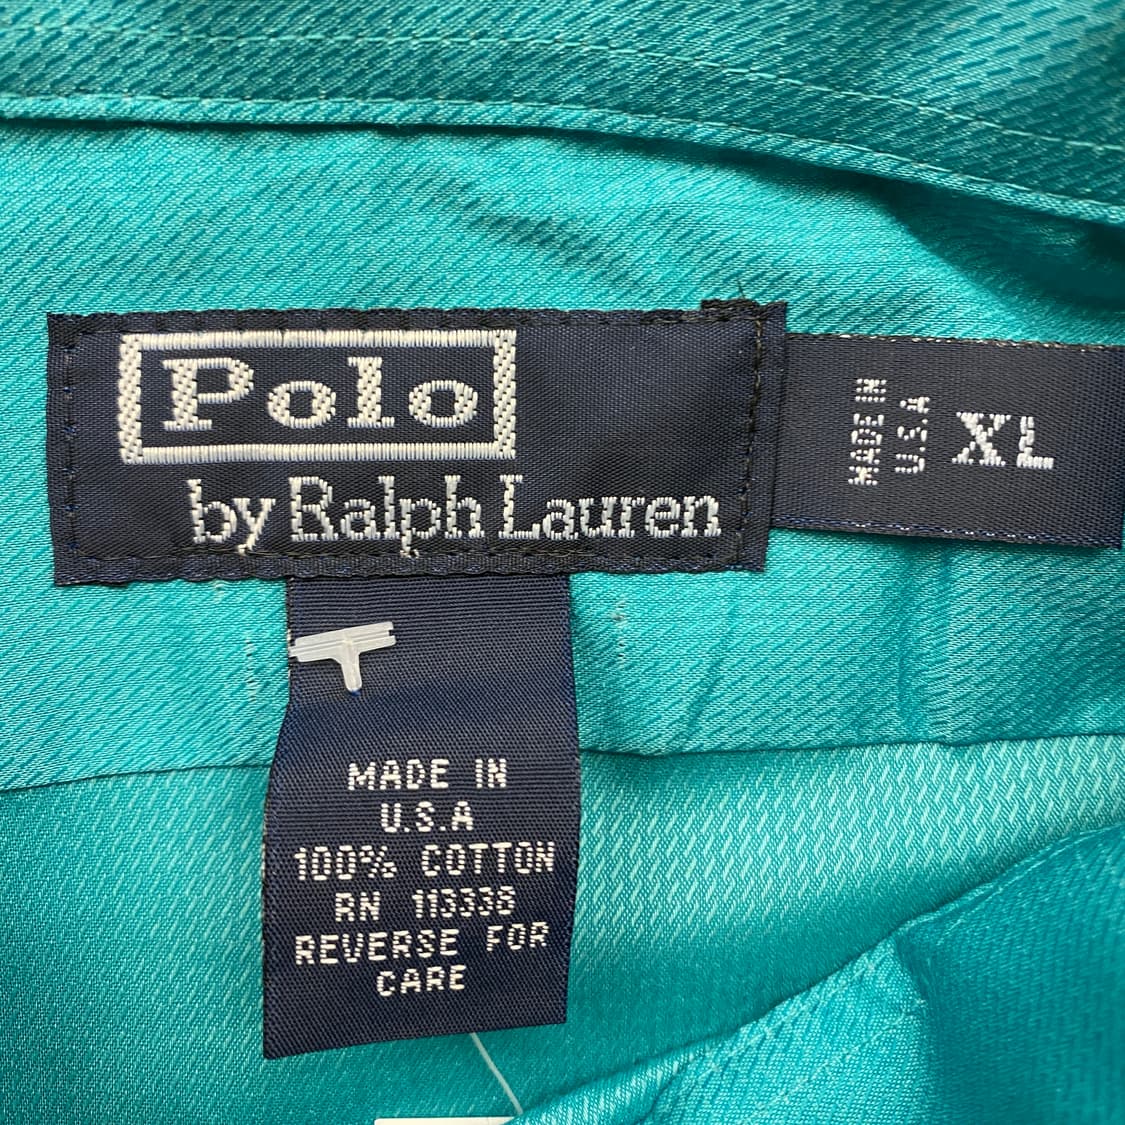 Polo
by Ralph Lauren
MADE IN
U.S.A
XL
MADE IN
U.S.A
100% COTTON
RN 113338
REVERSE FOR
CARE